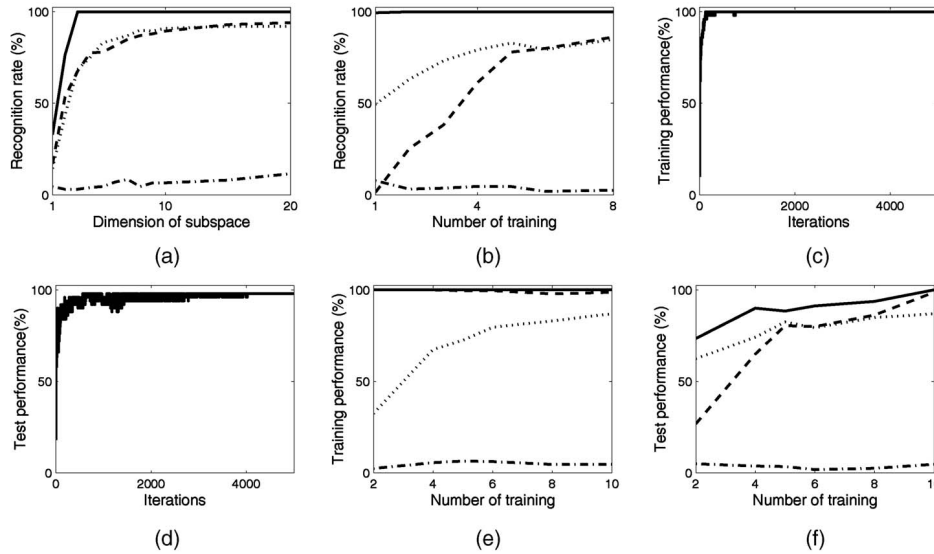 100
50
0
Recognition rate (%)
1
10
20
Dimension of subspace
(a)
100
50
0
Recognition rate (%)
1
4
8
Number of training
(b)
100
50
0
Training performance(%)
0
2000
4000
Iterations
(c)
100
50
0
Test performance(%)
0
2000
4000
Iterations
(d)
100
50
0
Training performance(%)
2
4
6
8
10
Number of training
(e)
100
50
0
Test performance (%)
2
4
6
8
Number of training
(f)